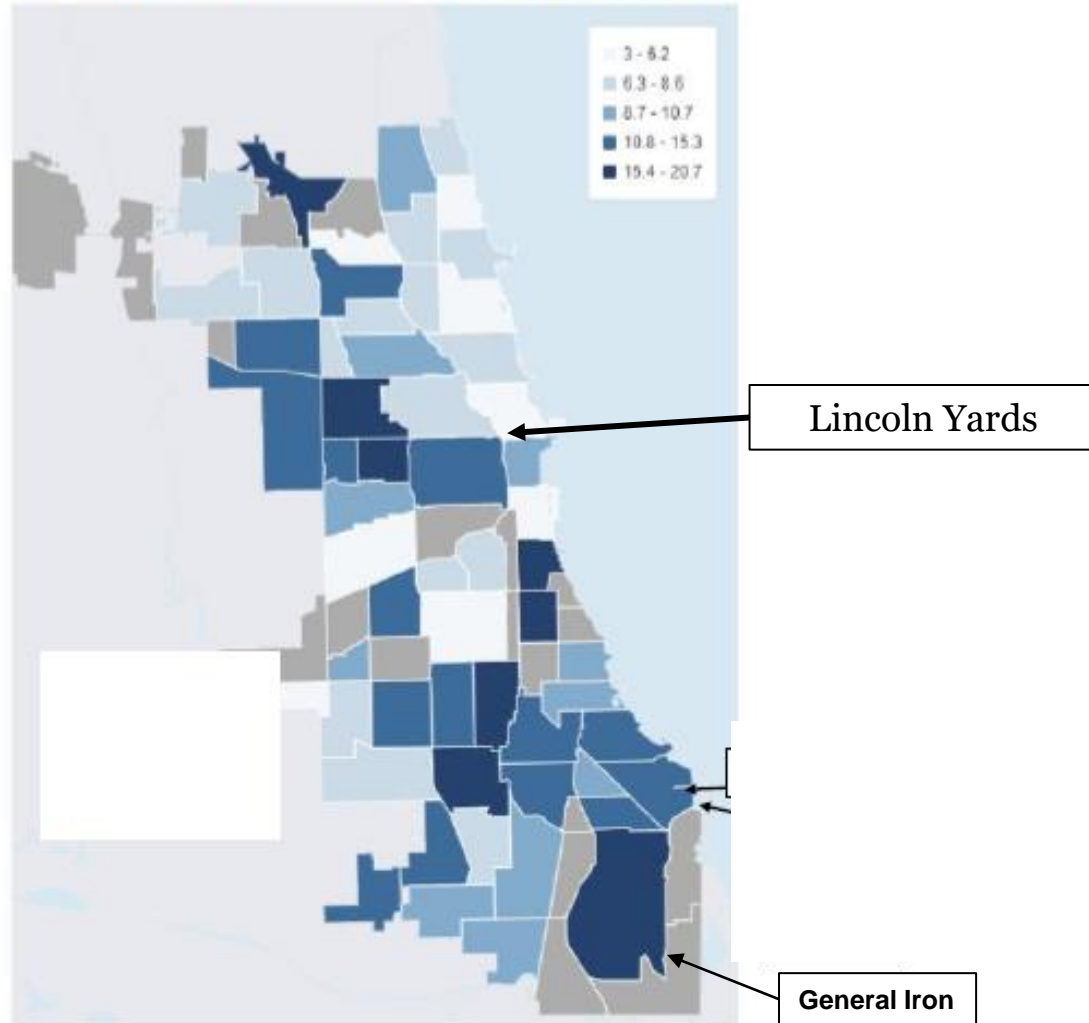 3 - 6.2
6.3 - 8.6
8.7 - 10.7
10.8 - 15.3
15.4 - 20.7
Lincoln Yards
General Iron